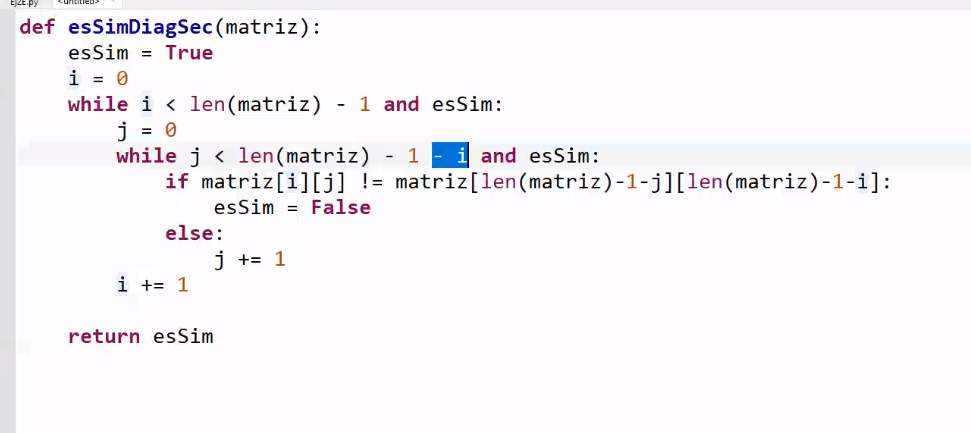 Ej2E.py <untitled> ×
def esSimDiagSec(matriz):
    esSim = True
    i = 0
    while i < len(matriz) - 1 and esSim:
        j = 0
        while j < len(matriz) - 1 - i and esSim:
            if matriz[i][j] != matriz[len(matriz)-1-j][len(matriz)-1-i]:
                esSim = False
            else:
                j += 1
        i += 1
    return esSim